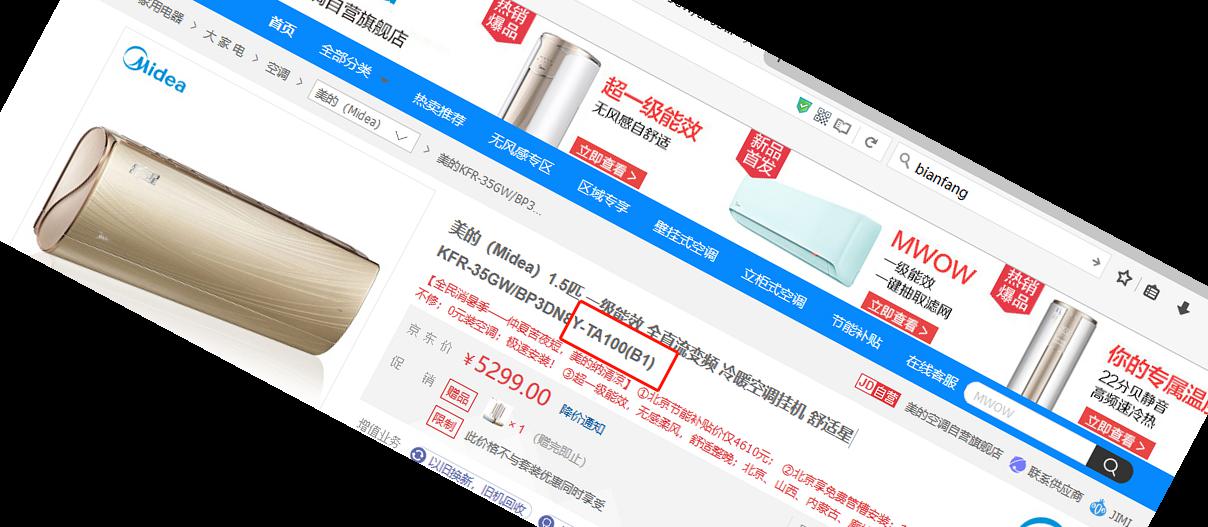 bianfang
调自营旗舰店
热销
爆品
超一级能效
无风感自舒适
立即查看 >
新品
首发
MWOW
一级能效
一键抽取滤网
立即查看 >
热销
爆品
你的专属温
22分贝静音
高频速冷热
立即查看 >
首页
全部分类
热卖推荐
无风感专区
区域专享
壁挂式空调
立柜式空调
节能补贴
在线客服
MWOW
家用电器 > 大家电 > 空调 > 美的（Midea） > 美的KFR-35GW/BP3...
JD自营
美的空调自营旗舰店
联系供应商
JIMI
Midea
舒适星
美的（Midea）1.5匹 一级能效 全直流变频 冷暖空调挂机 舒适星
KFR-35GW/BP3DN8Y-TA100(B1)
【全民消暑季——仲夏苦夜短，美的纳清凉】 ①北京节能补贴价仅4610元； ②北京享免费首槽安装；
不修；0元装空调；极速安装！ ③超一级能效，无感柔风，舒适整晚；北京、山西、内蒙古、
京东价
￥5299.00
降价通知
促销
赠品
× 1
（赠完即止）
限制
此价格不与套装优惠同时享受
增值业务
以旧换新，旧机回收